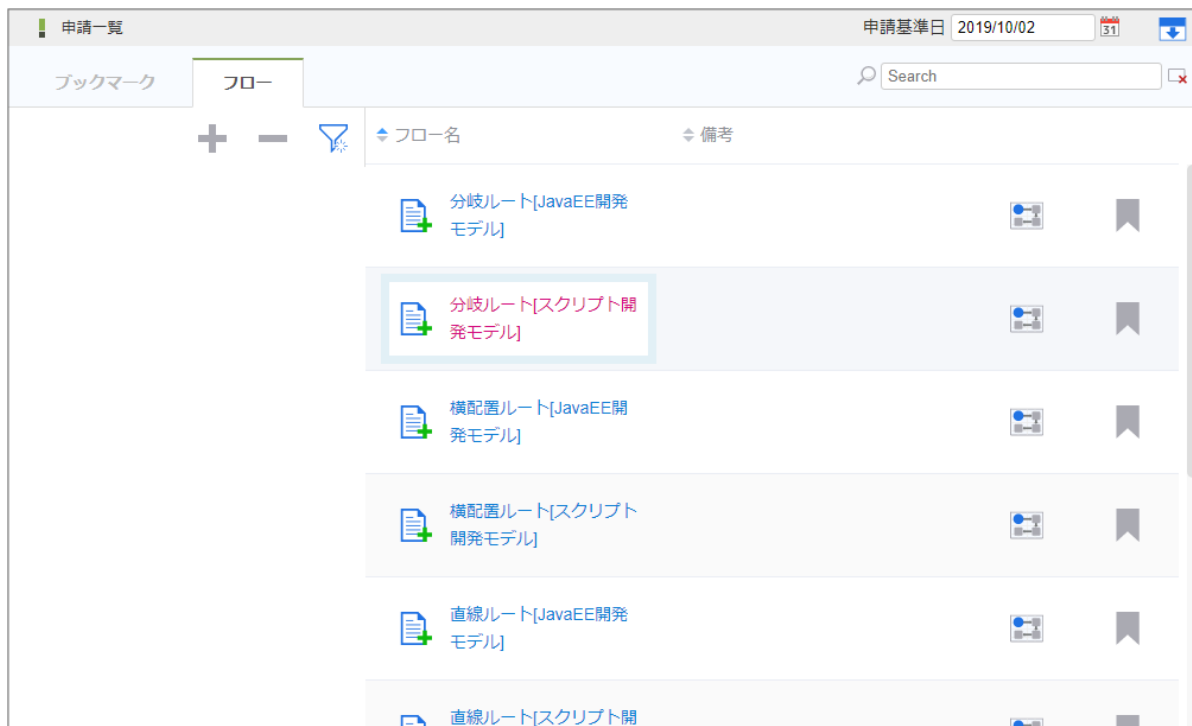 申請一覧
申請基準日 2019/10/02
31
ブックマーク
フロー
Search
フロー名
備考
分岐ルート[JavaEE開発
モデル]
分岐ルート[スクリプト開
発モデル]
横配置ルート[JavaEE開
発モデル]
横配置ルート[スクリプト
開発モデル]
直線ルート[JavaEE開発
モデル]
直線ルート[スクリプト開